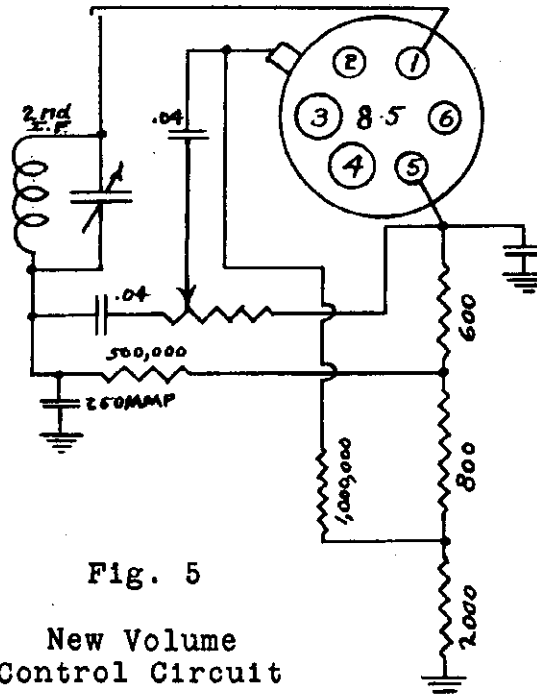 2
1
2nd
I.F.
.04
3
8·5
6
4
5
.04
600
500,000
250MMF
1,000,000
800
2000
Fig. 5
New Volume
Control Circuit